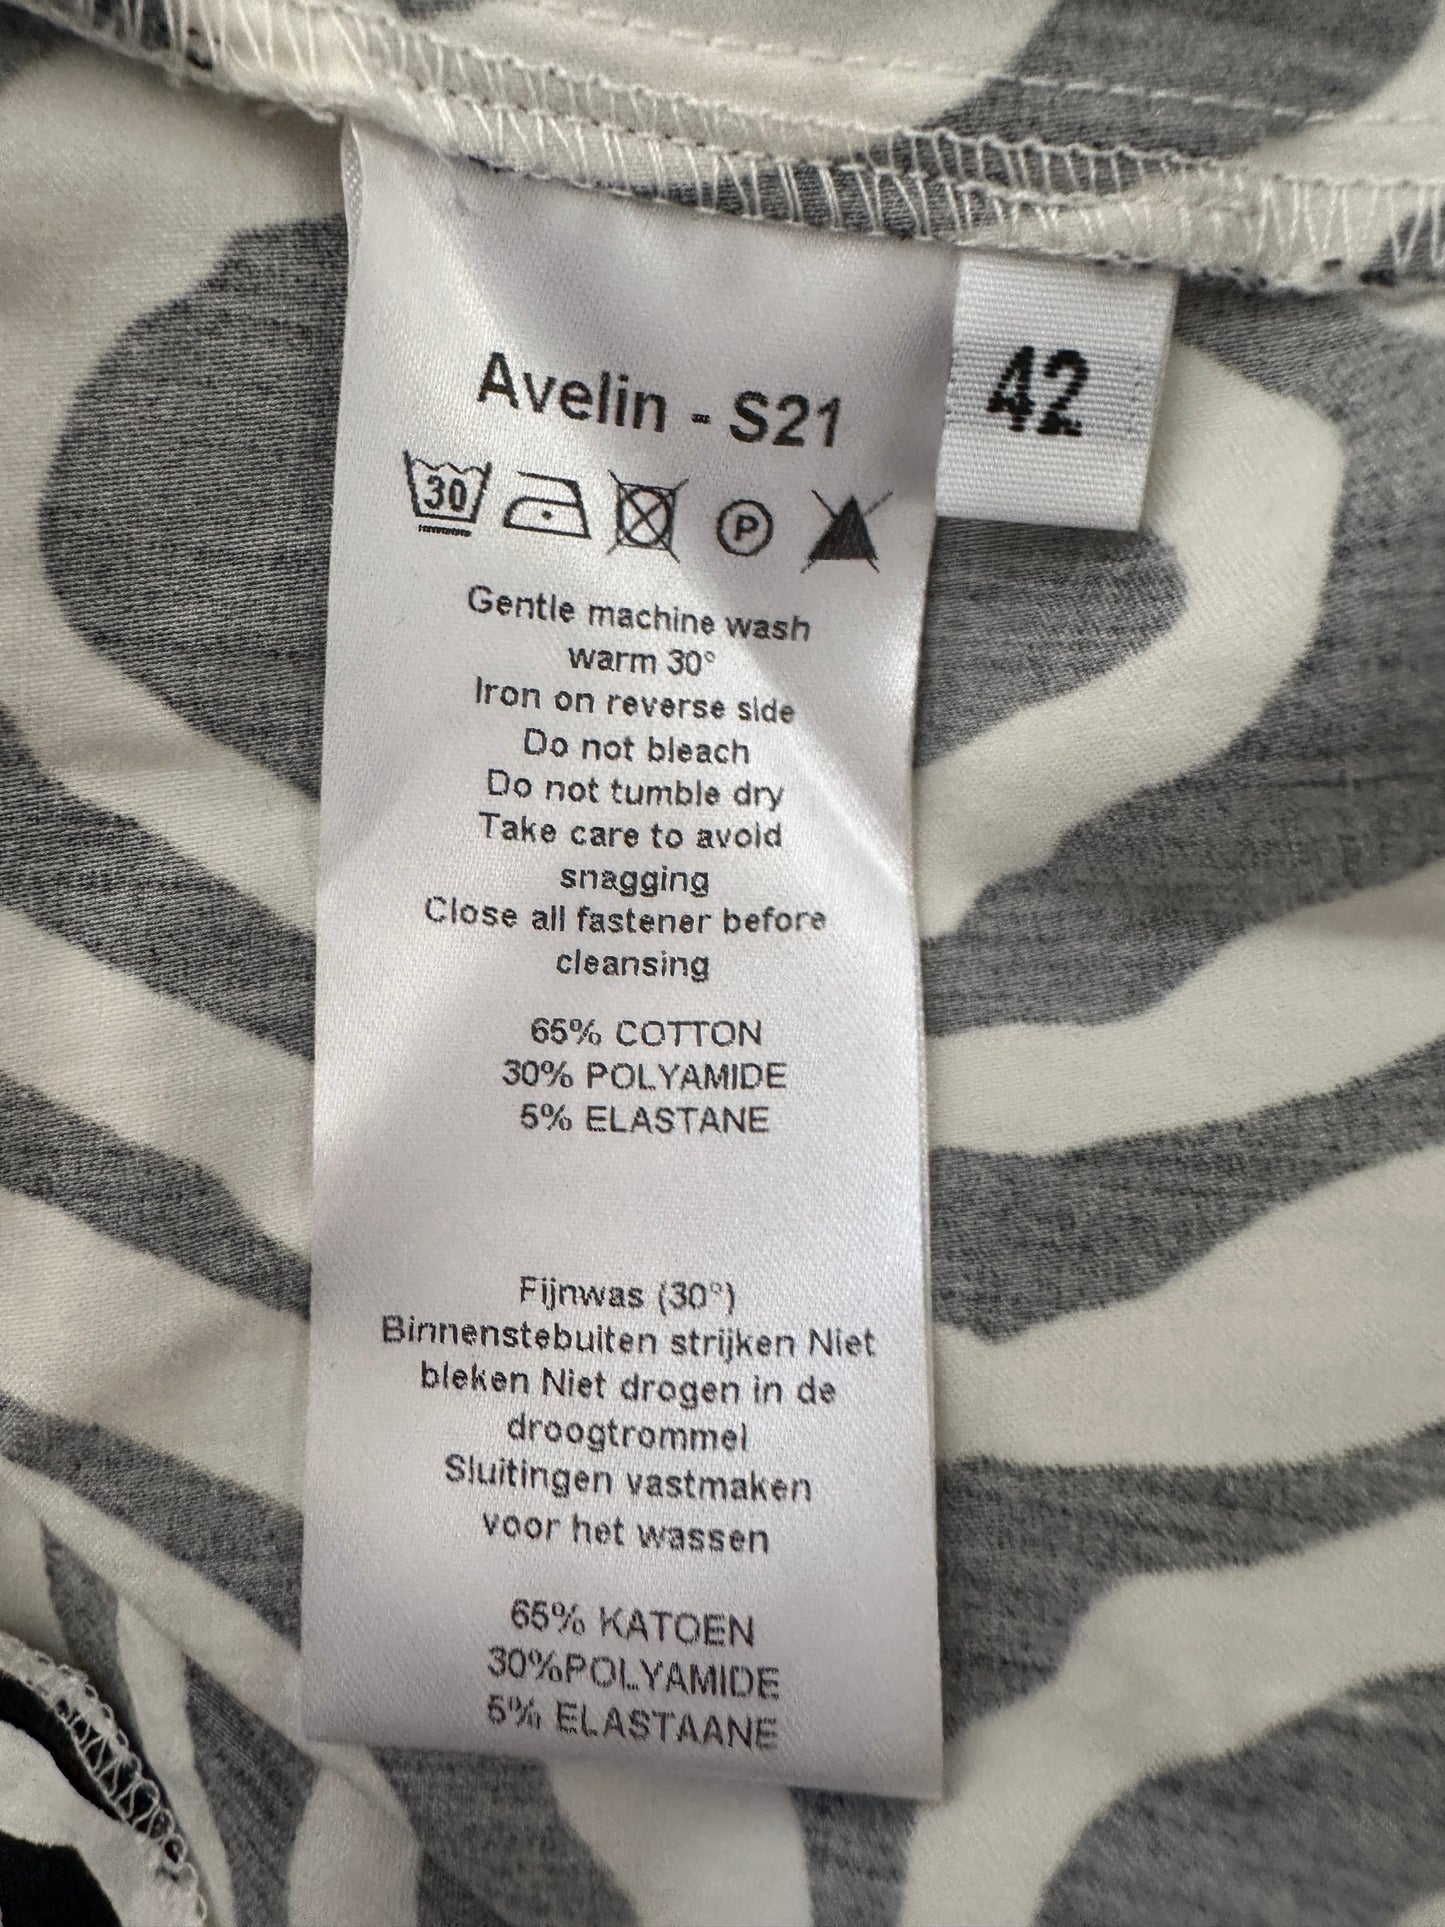 Avelin - S21
42
30
P
Gentle machine wash
warm 30°
Iron on reverse side
Do not bleach
Do not tumble dry
Take care to avoid
snagging
Close all fastener before
cleansing
65% COTTON
30% POLYAMIDE
5% ELASTANE
Fijnwas (30°)
Binnenstebuiten strijken Niet
bleken Niet drogen in de
droogtrommel
Sluitingen vastmaken
voor het wassen
65% KATOEN
30%POLYAMIDE
5% ELASTAANE